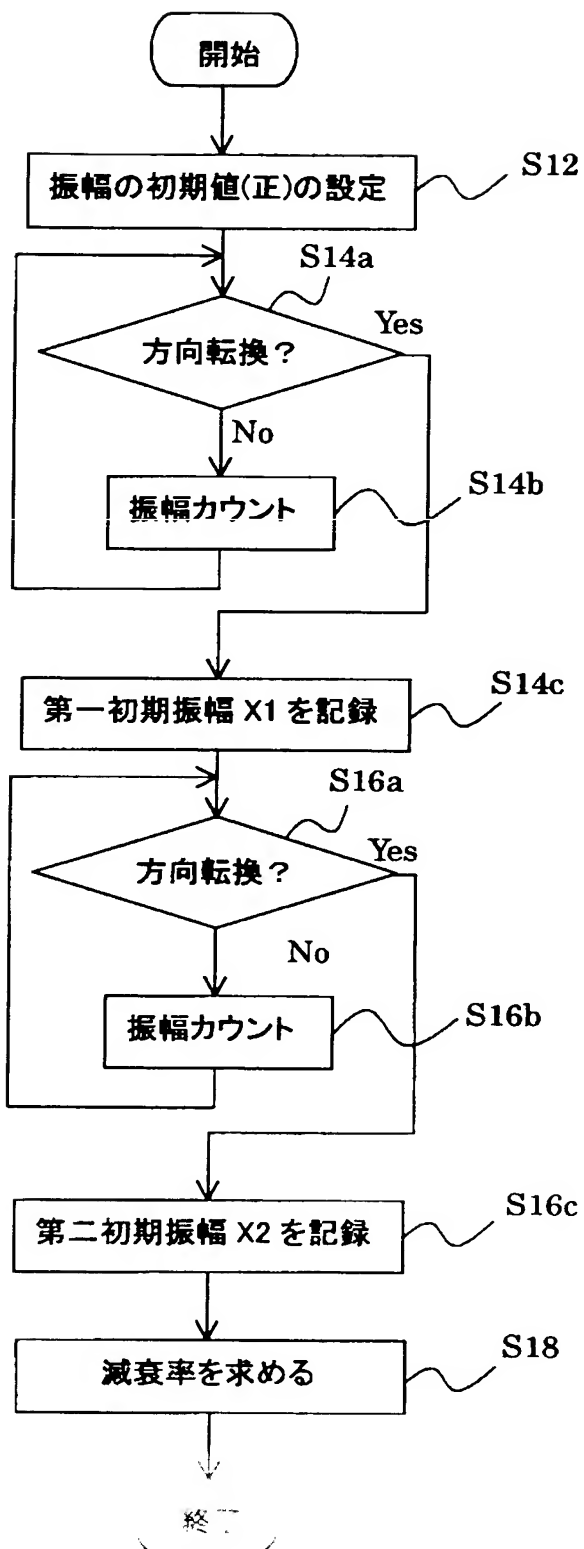 開始
振幅の初期値(正)の設定
S12
S14a
方向転換?
Yes
No
振幅カウント
S14b
第一初期振幅 X1 を記録
S14c
S16a
方向転換?
Yes
No
振幅カウント
S16b
第二初期振幅 X2 を記録
S16c
減衰率を求める
S18
終了